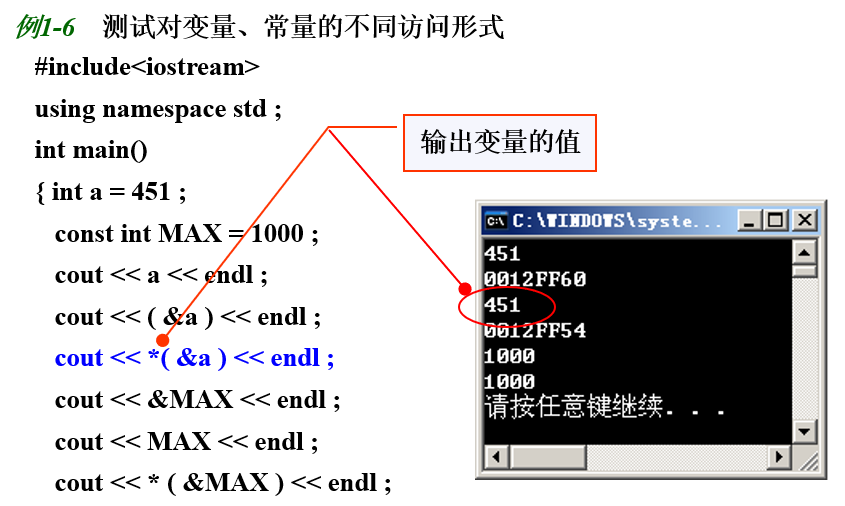 例1-6 测试对变量、常量的不同访问形式
#include<iostream>
using namespace std ;
int main()
{ int a = 451 ;
const int MAX = 1000 ;
cout << a << endl ;
cout << ( &a ) << endl ;
cout << *( &a ) << endl ;
cout << &MAX << endl ;
cout << MAX << endl ;
cout << * ( &MAX ) << endl ;
输出变量的值
C:\WINDOWS\syste...
451
0012FF60
451
0012FF54
1000
1000
请按任意键继续. . .